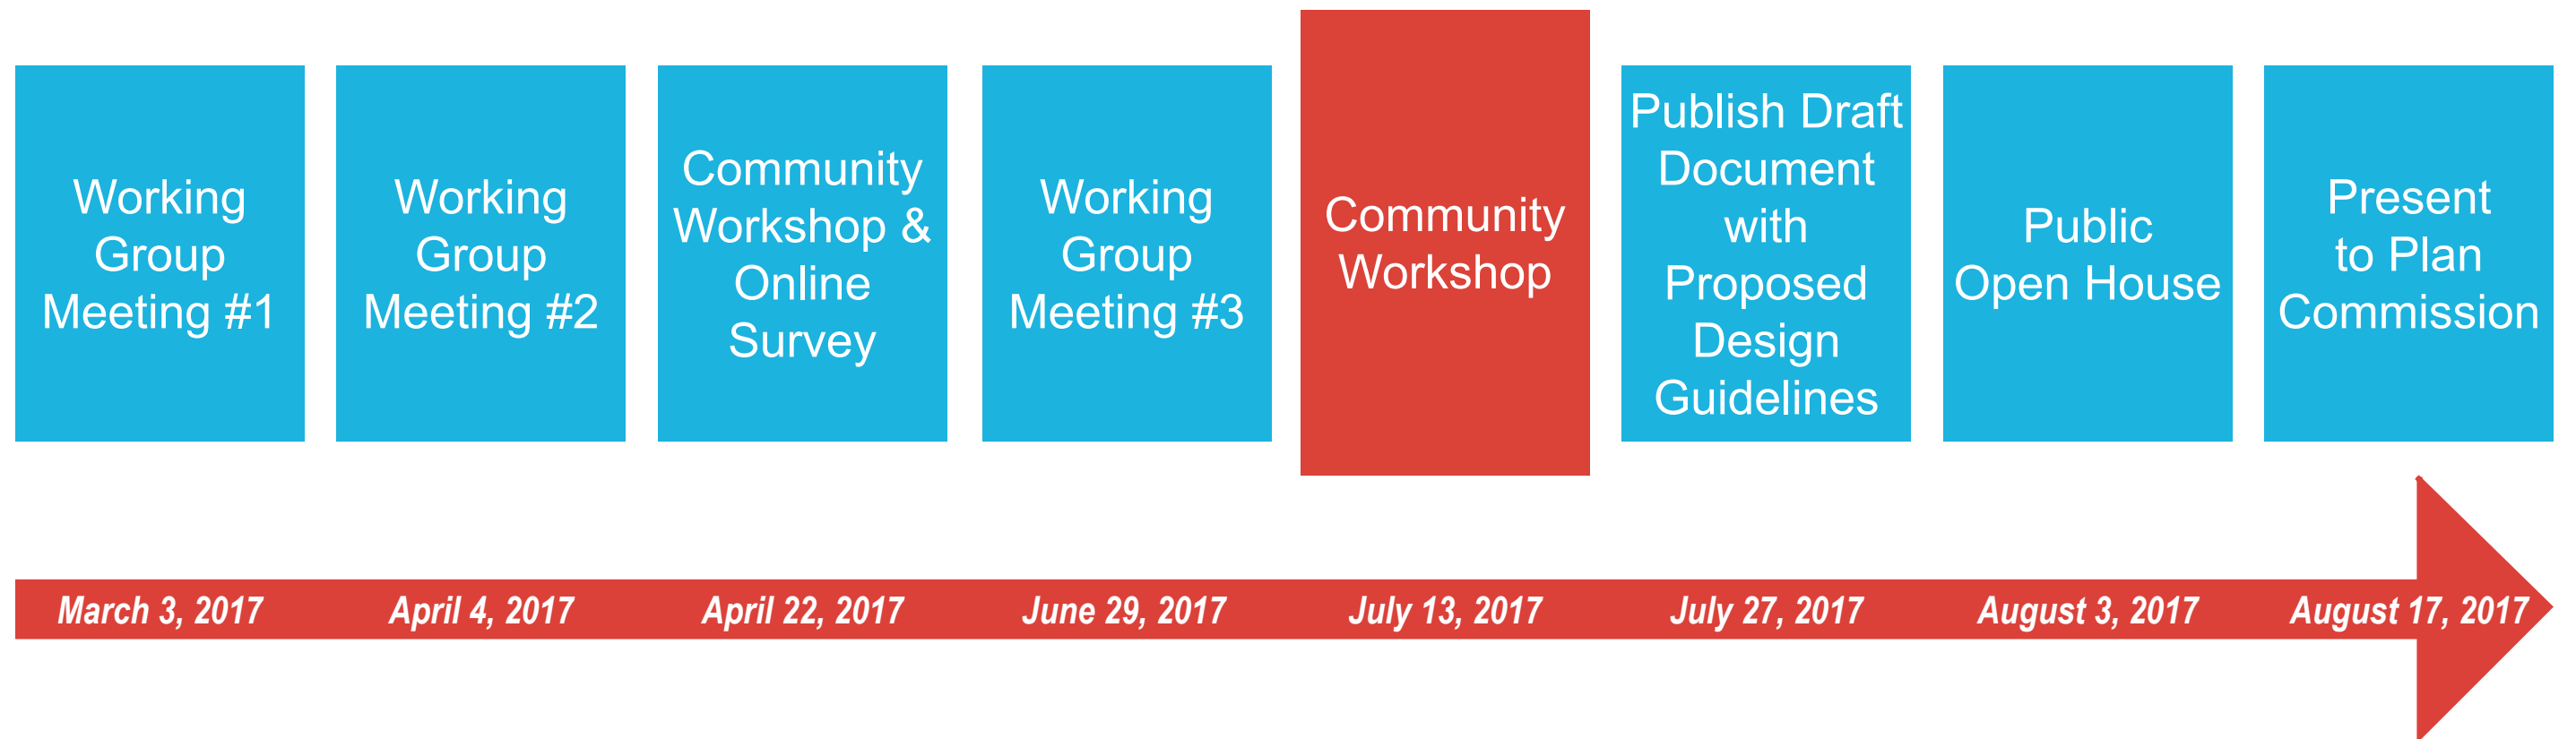 Working
Group
Meeting #1
Working
Group
Meeting #2
Community
Workshop &
Online
Survey
Working
Group
Meeting #3
Community
Workshop
Publish Draft
Document
with
Proposed
Design
Guidelines
Public
Open House
Present
to Plan
Commission
March 3, 2017
April 4, 2017
April 22, 2017
June 29, 2017
July 13, 2017
July 27, 2017
August 3, 2017
August 17, 2017